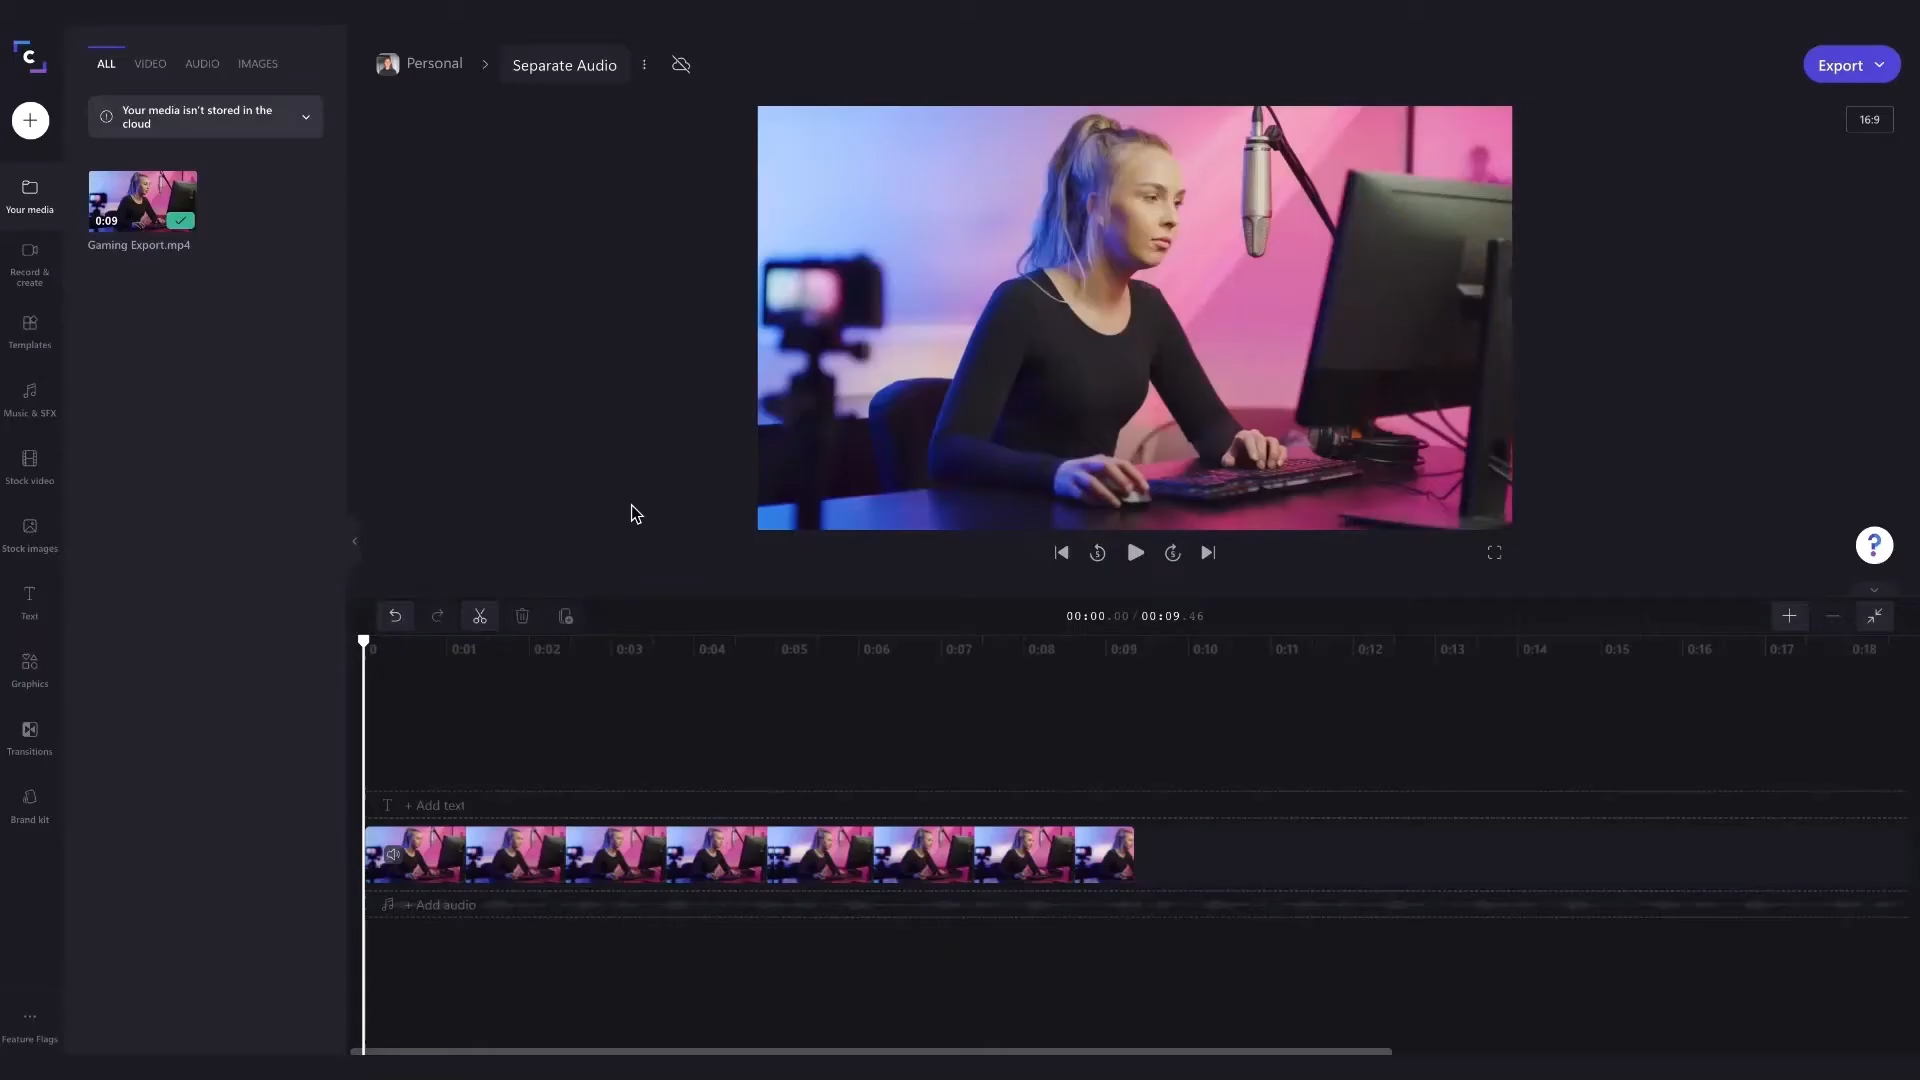 C
ALL VIDEO AUDIO IMAGES
Personal
Separate Audio
Export
Your media isn't stored in the
cloud
16:9
0:09
Gaming Export.mp4
Your media
Record &
create
Templates
Music & SFX
Stock video
Stock images
Text
Graphics
Transitions
Brand kit
Feature Flags
5
5
?
00:00.00 / 00:09.46
0 0:01 0:02 0:03 0:04 0:05 0:06 0:07 0:08 0:09 0:10 0:11 0:12 0:13 0:14 0:15 0:16 0:17 0:18
T + Add text
+ Add audio